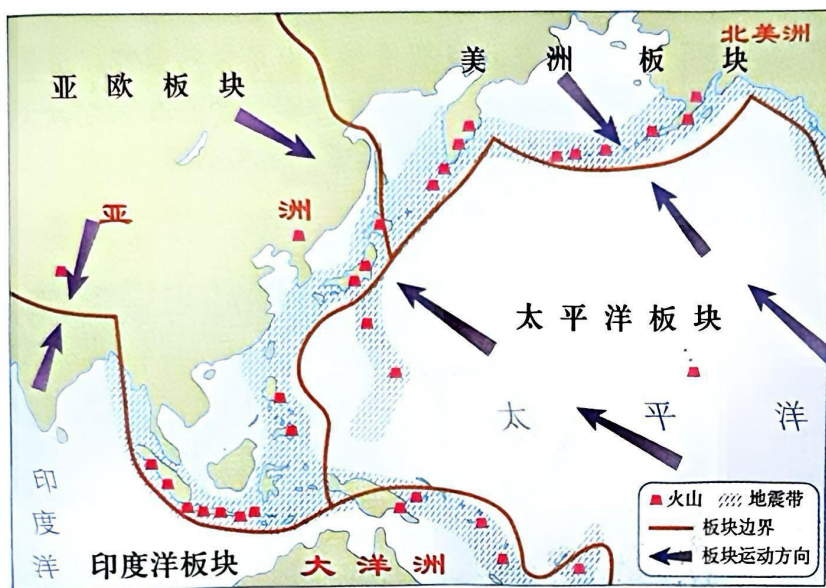 北美洲
美洲板块
亚欧板块
亚洲
太平洋板块
太平洋
印度洋
印度洋板块
大洋洲
火山 地震带
板块边界
板块运动方向